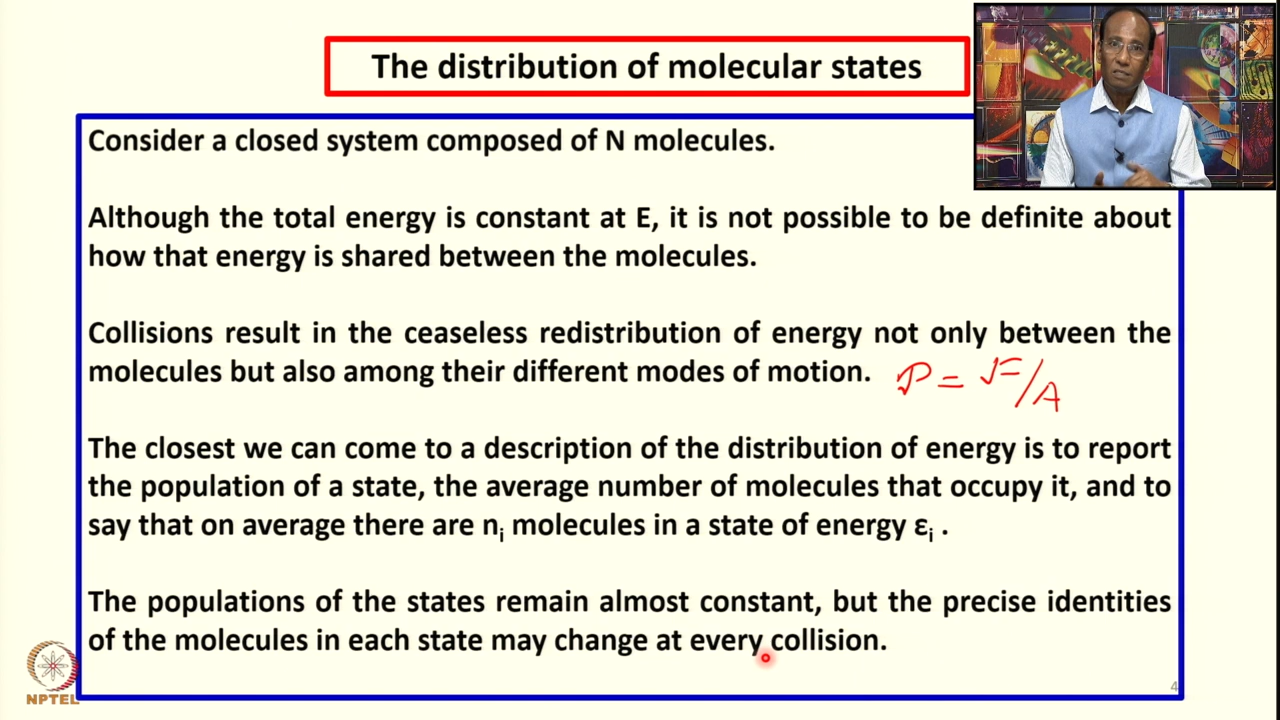 The distribution of molecular states
Consider a closed system composed of N molecules.
Although the total energy is constant at E, it is not possible to be definite about
how that energy is shared between the molecules.
Collisions result in the ceaseless redistribution of energy not only between the
molecules but also among their different modes of motion. P = F/A
The closest we can come to a description of the distribution of energy is to report
the population of a state, the average number of molecules that occupy it, and to
say that on average there are nᵢ molecules in a state of energy εᵢ .
The populations of the states remain almost constant, but the precise identities
of the molecules in each state may change at every collision.
4
NPTEL